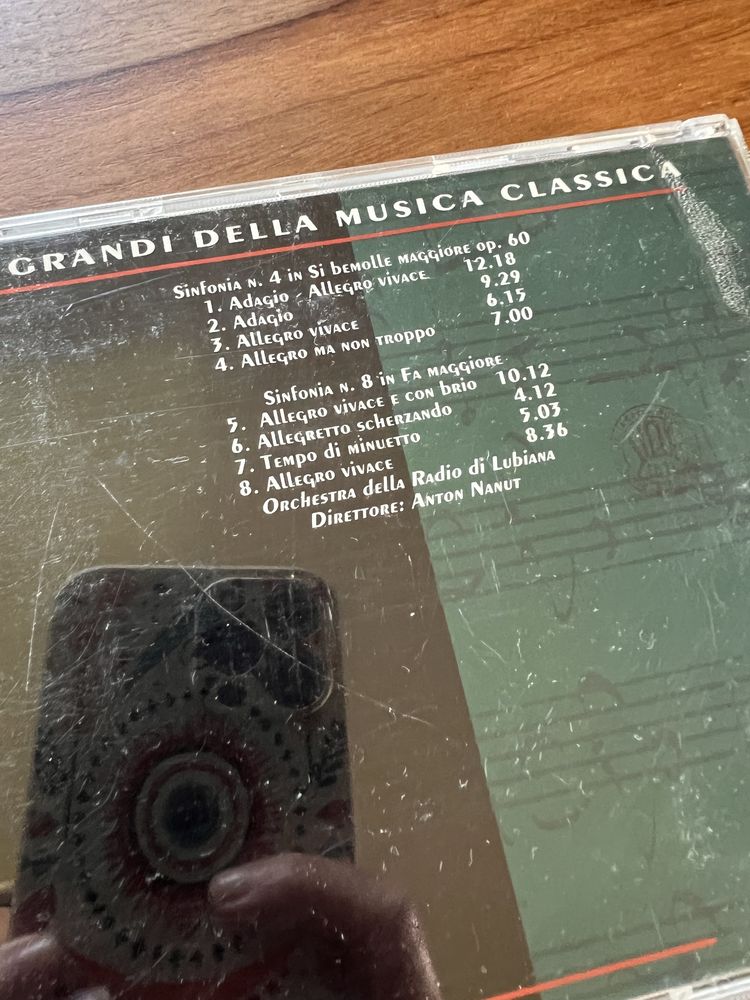 GRANDI DELLA MUSICA CLASSICA
Sinfonia n. 4 in Si bemolle maggiore op. 60
1. Adagio - Allegro vivace 12.18
2. Adagio 9.29
3. Allegro vivace 6.15
4. Allegro ma non troppo 7.00
Sinfonia n. 8 in Fa maggiore
5. Allegro vivace e con brio 10.12
6. Allegretto scherzando 4.12
7. Tempo di minuetto 5.03
8. Allegro vivace 8.36
Orchestra della Radio di Lubiana
Direttore: Anton Nanut